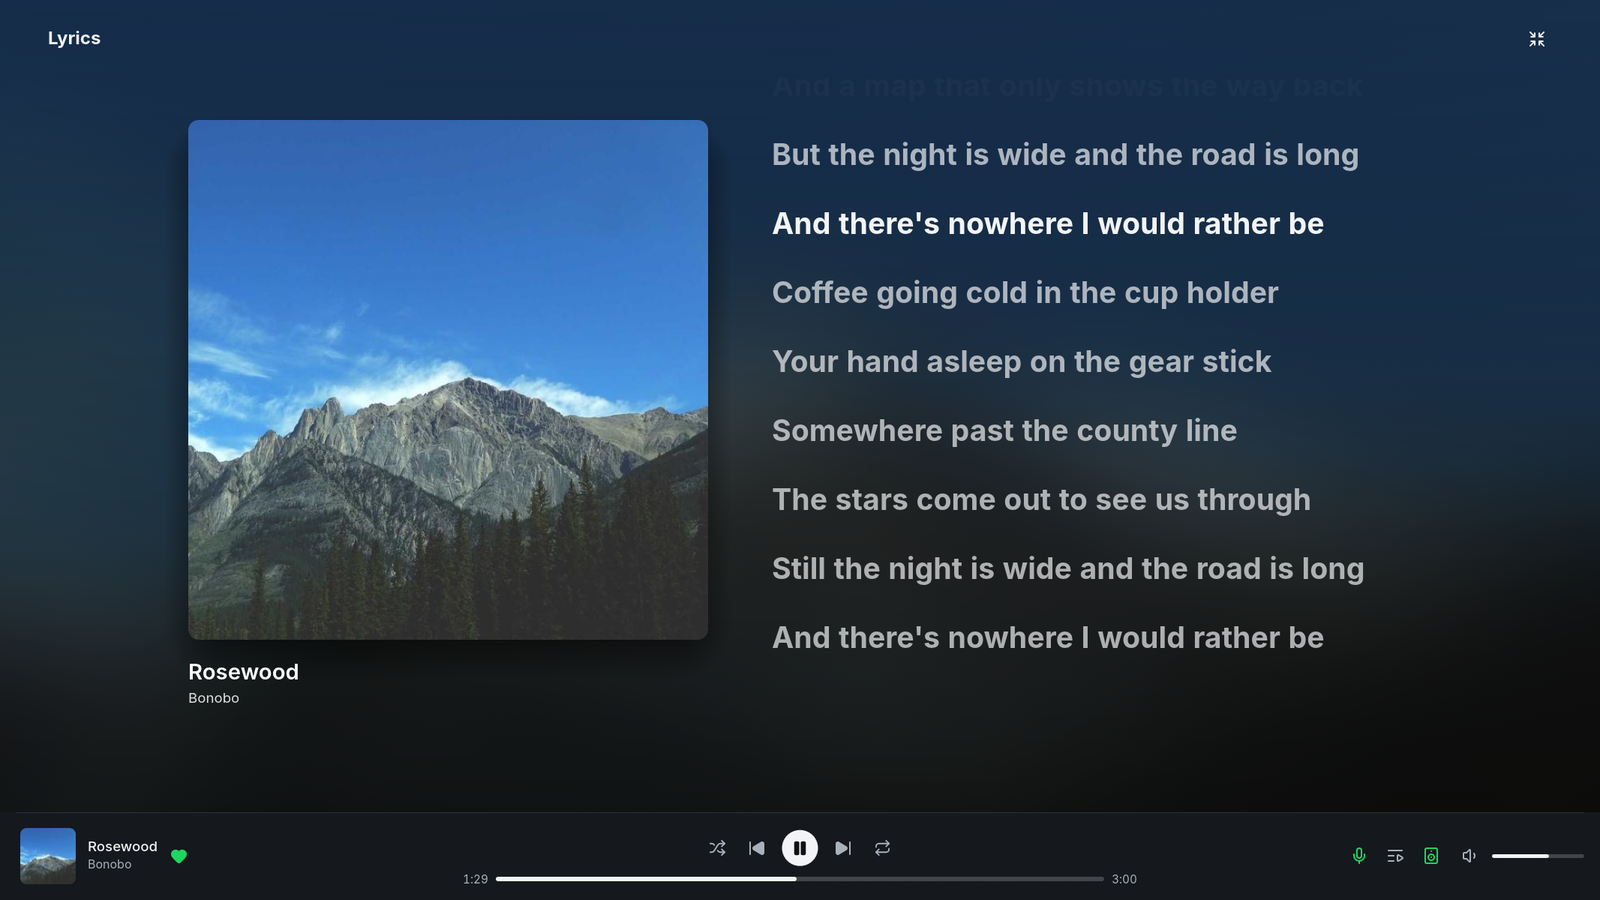 Lyrics
And a map that only shows the way back
But the night is wide and the road is long
And there's nowhere I would rather be
Coffee going cold in the cup holder
Your hand asleep on the gear stick
Somewhere past the county line
The stars come out to see us through
Still the night is wide and the road is long
And there's nowhere I would rather be
Rosewood
Bonobo
Rosewood
Bonobo
1:29
3:00